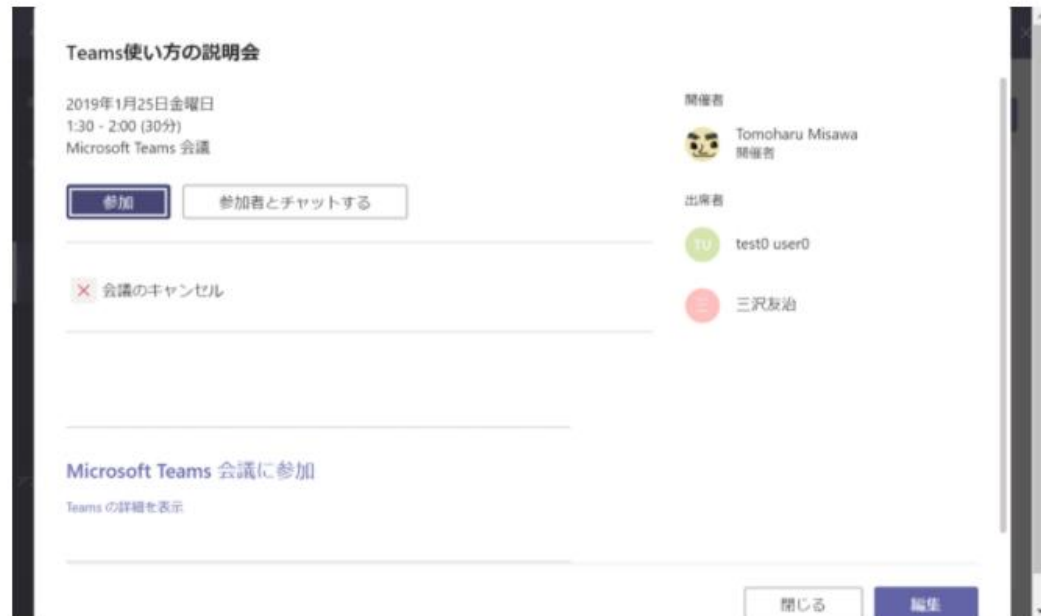 Teams使い方の説明会
2019年1月25日金曜日
1:30 - 2:00 (30分)
Microsoft Teams 会議
参加
参加者とチャットする
× 会議のキャンセル
Microsoft Teams 会議に参加
Teams の詳細を表示
開催者
Tomoharu Misawa
開催者
出席者
TU
test0 user0
三
三沢友治
閉じる
編集